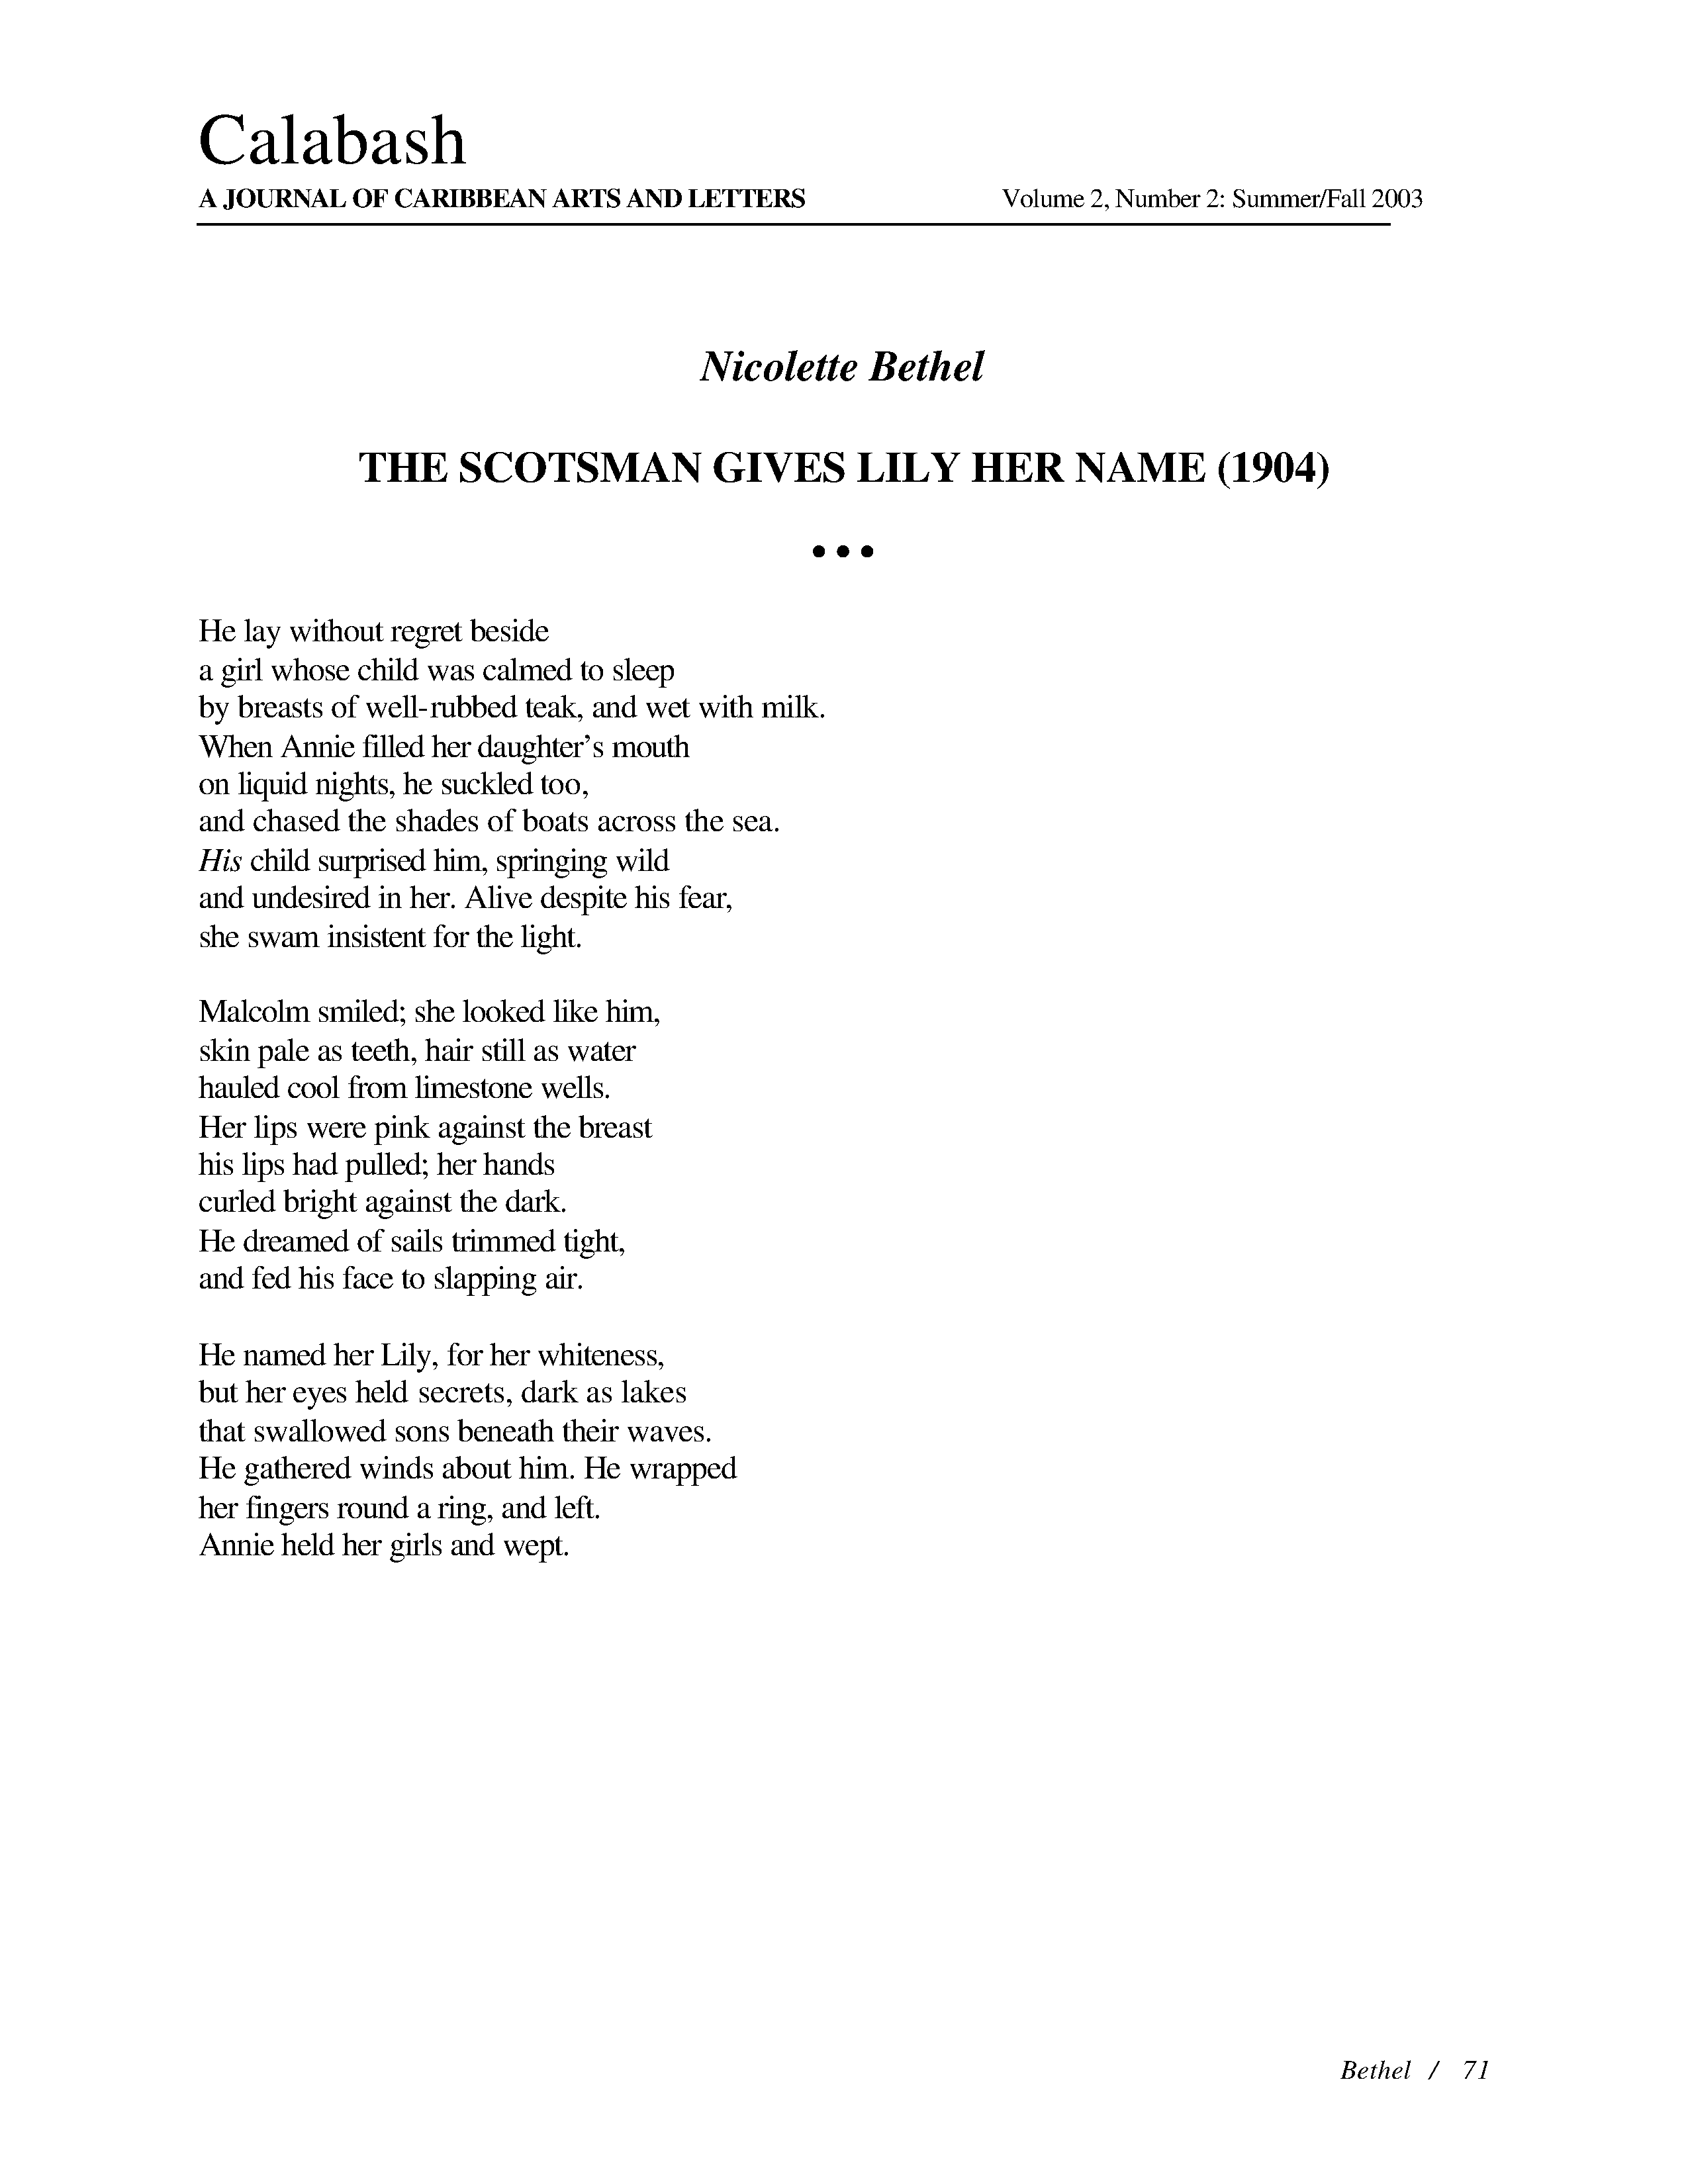 Calabash
A JOURNAL OF CARIBBEAN ARTS AND LETTERS Volume 2, Number 2: Summer/Fall 2003
Nicolette Bethel
THE SCOTSMAN GIVES LILY HER NAME (1904)
• • •
He lay without regret beside
a girl whose child was calmed to sleep
by breasts of well-rubbed teak, and wet with milk.
When Annie filled her daughter’s mouth
on liquid nights, he suckled too,
and chased the shades of boats across the sea.
His child surprised him, springing wild
and undesired in her. Alive despite his fear,
she swam insistent for the light.
Malcolm smiled; she looked like him,
skin pale as teeth, hair still as water
hauled cool from limestone wells.
Her lips were pink against the breast
his lips had pulled; her hands
curled bright against the dark.
He dreamed of sails trimmed tight,
and fed his face to slapping air.
He named her Lily, for her whiteness,
but her eyes held secrets, dark as lakes
that swallowed sons beneath their waves.
He gathered winds about him. He wrapped
her fingers round a ring, and left.
Annie held her girls and wept.
Bethel / 71